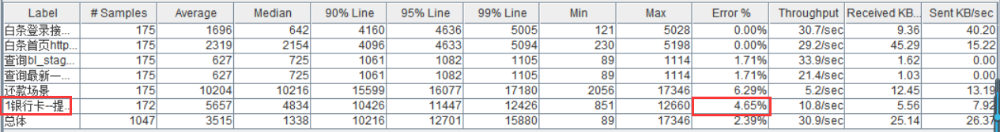 Label # Samples Average Median 90% Line 95% Line 99% Line Min Max Error % Throughput Received KB... Sent KB/sec
白条登录接... 175 1696 642 4160 4636 5005 121 5028 0.00% 30.7/sec 9.36 40.20
白条首页http... 175 2319 2154 4096 4633 5094 230 5198 0.00% 29.2/sec 45.29 15.22
查询bl_stag... 175 627 725 1061 1082 1105 89 1114 1.71% 33.9/sec 1.62 0.00
查询最新一... 175 627 725 1061 1082 1105 89 1114 1.71% 21.4/sec 1.03 0.00
还款场景 175 10204 10216 15599 16077 17180 2056 17346 6.29% 5.2/sec 12.45 13.19
1银行卡--提... 172 5657 4834 10426 11447 12426 851 12660 4.65% 10.8/sec 5.56 7.92
总体 1047 3515 1338 10216 12701 15880 89 17346 2.39% 30.9/sec 25.14 26.37